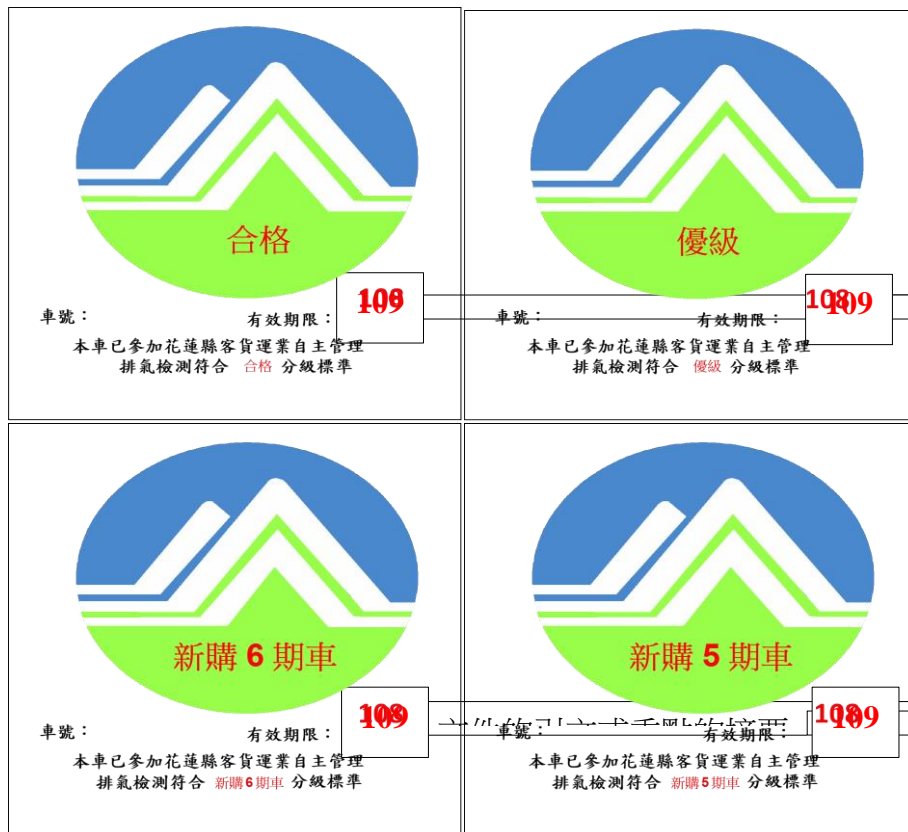 合格
108
109
車號：
有效期限：
本車已參加花蓮縣客貨運業自主管理
排氣檢測符合 合格 分級標準
優級
108
109
車號：
有效期限：
本車已參加花蓮縣客貨運業自主管理
排氣檢測符合 優級 分級標準
新購 6 期車
108
109
車號：
有效期限：
本車已參加花蓮縣客貨運業自主管理
排氣檢測符合 新購 6 期車 分級標準
新購 5 期車
108
109
車號：
有效期限：
本車已參加花蓮縣客貨運業自主管理
排氣檢測符合 新購 5 期車 分級標準